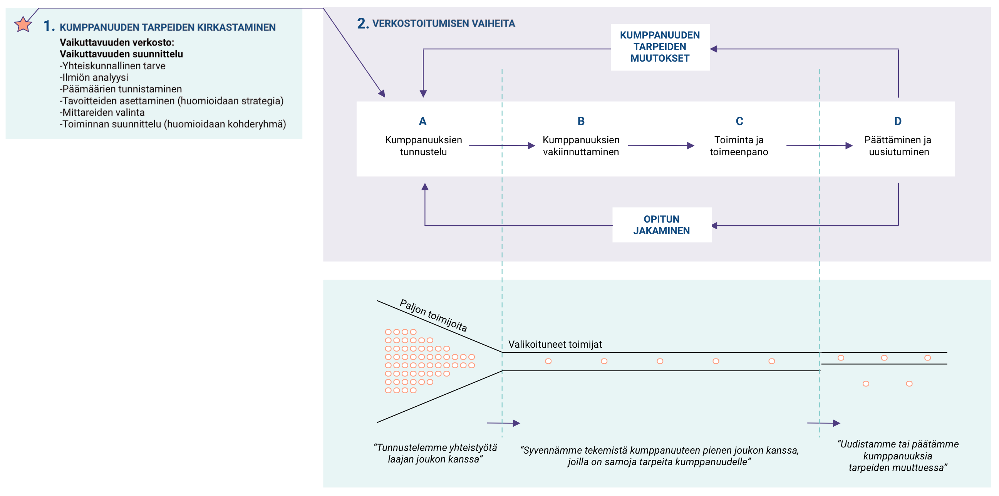 1. KUMPPANUUDEN TARPEIDEN KIRKASTAMINEN
Vaikuttavuuden verkosto:
Vaikuttavuuden suunnittelu
-Yhteiskunnallinen tarve
-Ilmiön analyysi
-Päämäärien tunnistaminen
-Tavoitteiden asettaminen (huomioidaan strategia)
-Mittareiden valinta
-Toiminnan suunnittelu (huomioidaan kohderyhmä)
2. VERKOSTOITUMISEN VAIHEITA
KUMPPANUUDEN
TARPEIDEN
MUUTOKSET
A
Kumppanuuksien
tunnustelu
B
Kumppanuuksien
vakiinnuttaminen
C
Toiminta ja
toimeenpano
D
Päättäminen ja
uusiutuminen
OPITUN
JAKAMINEN
Paljon toimijoita
Valikoituneet toimijat
“Tunnustelemme yhteistyötä
laajan joukon kanssa”
“Syvennämme tekemistä kumppanuuteen pienen joukon kanssa,
joilla on samoja tarpeita kumppanuudelle”
“Uudistamme tai päätämme
kumppanuuksia
tarpeiden muuttuessa”